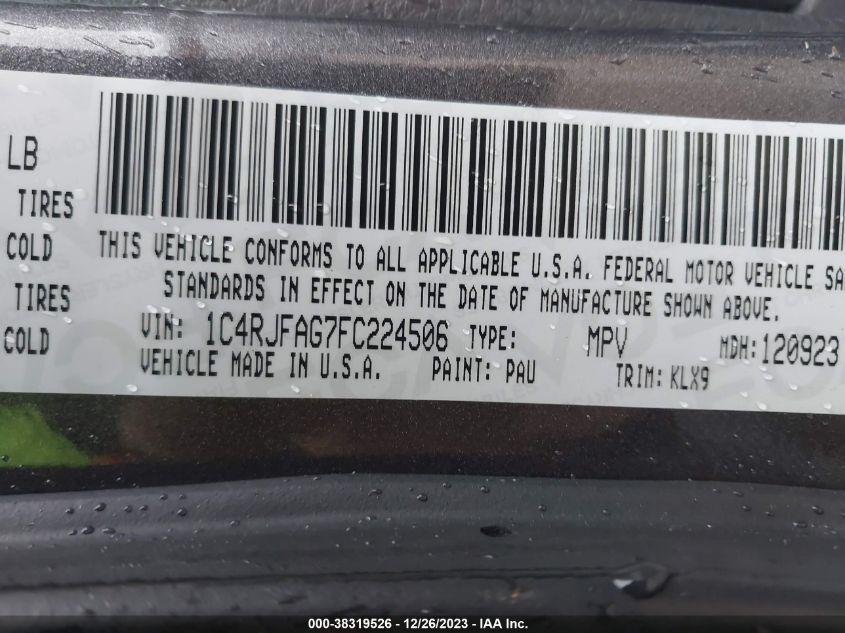 LB
TIRES
COLD
THIS VEHICLE CONFORMS TO ALL APPLICABLE U.S.A. FEDERAL MOTOR VEHICLE SA
TIRES
STANDARDS IN EFFECT ON THE DATE OF MANUFACTURE SHOWN ABOVE.
COLD
VIN: 1C4RJFAG7FC224506 TYPE: MPV MDH:120923
VEHICLE MADE IN U.S.A. PAINT: PAU TRIM: KLX9
000-38319526 - 12/26/2023 - IAA Inc.